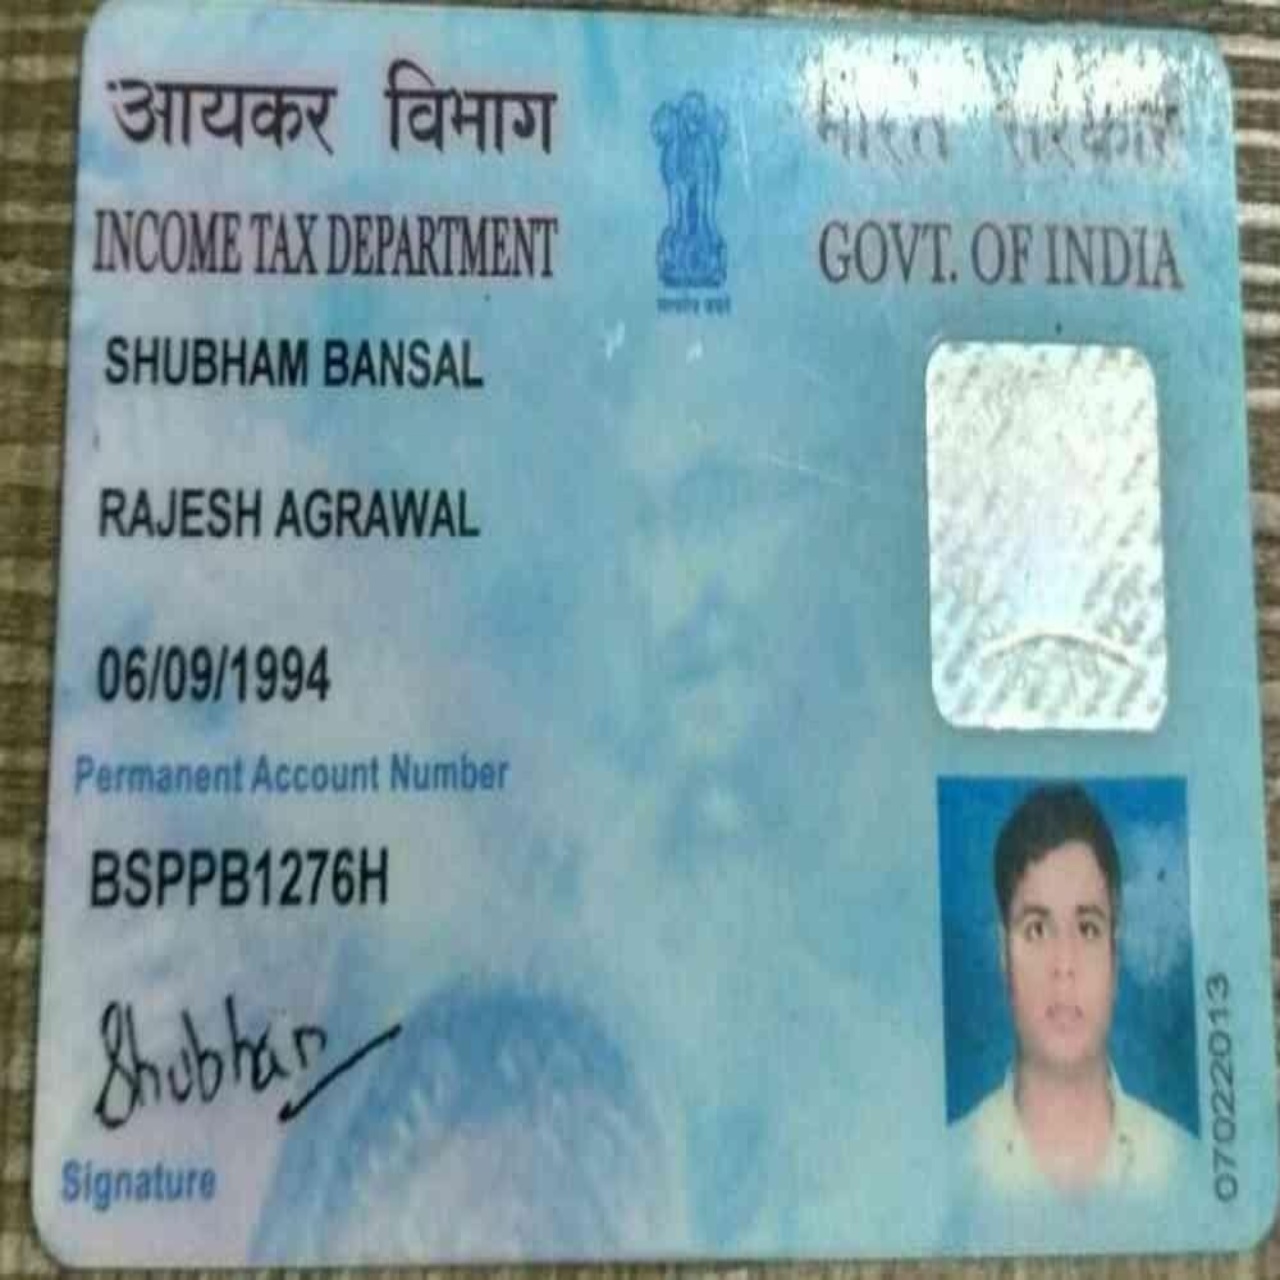 आयकर विभाग
भारत सरकार
INCOME TAX DEPARTMENT
GOVT. OF INDIA
SHUBHAM BANSAL
RAJESH AGRAWAL
06/09/1994
Permanent Account Number
BSPPB1276H
Shubham
Signature
07022013